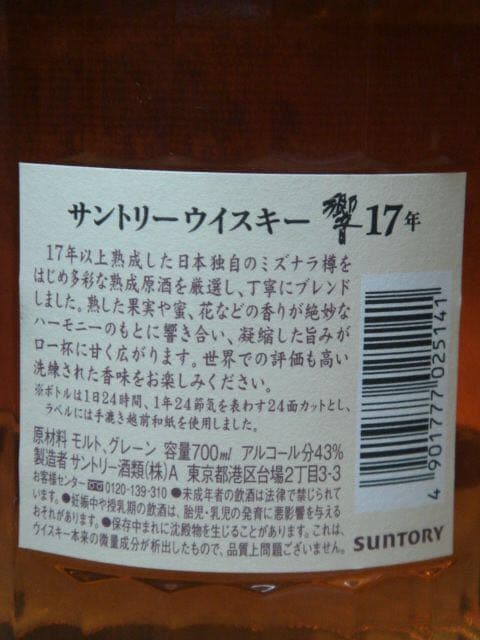 サントリーウイスキー 響17年
17年以上熟成した日本独自のミズナラ樽を
はじめ多彩な熟成原酒を厳選し、丁寧にブレンド
しました。熟した果実や蜜、花などの香りが絶妙な
ハーモニーのもとに響き合い、凝縮した旨みが
口一杯に甘く広がります。世界での評価も高い
洗練された香味をお楽しみください。
※ボトルは1日24時間、1年24節気を表わす24面カットとし、
ラベルには手漉き越前和紙を使用しました。
原材料 モルト、グレーン 容量700ml アルコール分43%
製造者 サントリー酒類(株)A 東京都港区台場2丁目3-3
お客様センター 0120-139-310 ●未成年者の飲酒は法律で禁じられて
います。●妊娠中や授乳期の飲酒は、胎児・乳児の発育に悪影響を与える
おそれがあります。●保存中まれに沈殿物を生じることがあります。これは、
ウイスキー本来の微量成分が析出したもので、品質上問題ございません。
SUNTORY
4 901777 025141